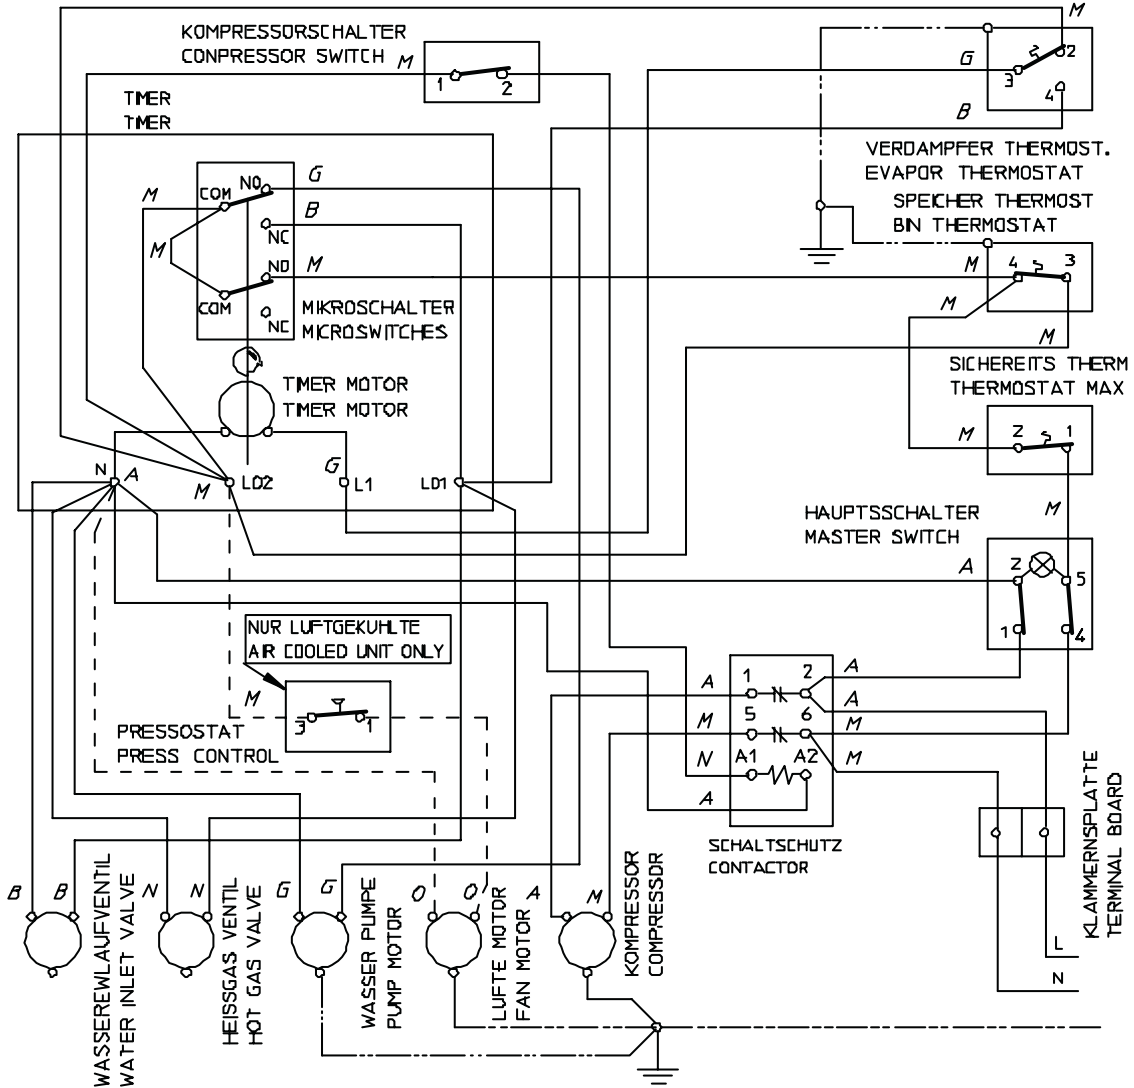 KOMPRESSORSCHALTER
CONPRESSOR SWITCH
M
1
2
M
2
G
3
4
B
TIMER
TIMER
VERDAMPFER THERMOST.
EVAPOR THERMOSTAT
SPEICHER THERMOST
BIN THERMOSTAT
COM
NO
G
M
B
NC
M
NO
M
COM
NC
MIKROSCHALTER
MICROSWITCHES
M
4
3
M
M
SICHEREITS THERM
THERMOSTAT MAX
TIMER MOTOR
TIMER MOTOR
M
2
1
N
A
M
LD2
G
L1
LD1
M
HAUPTSSCHALTER
MASTER SWITCH
A
2
5
1
4
NUR LUFTGEKUHLTE
AIR COOLED UNIT ONLY
M
3
1
PRESSOSTAT
PRESS CONTROL
A
1
2
A
A
M
5
6
M
N
A1
A2
M
A
SCHALTSCHUTZ
CONTACTOR
KLAMMERNSPLATTE
TERMINAL BOARD
L
N
B
B
N
N
G
G
O
O
A
M
WASSEREWLAUFVENTIL
WATER INLET VALVE
HEISSGAS VENTIL
HOT GAS VALVE
WASSER PUMPE
PUMP MOTOR
LUFTE MOTOR
FAN MOTOR
KOMPRESSOR
COMPRESSOR